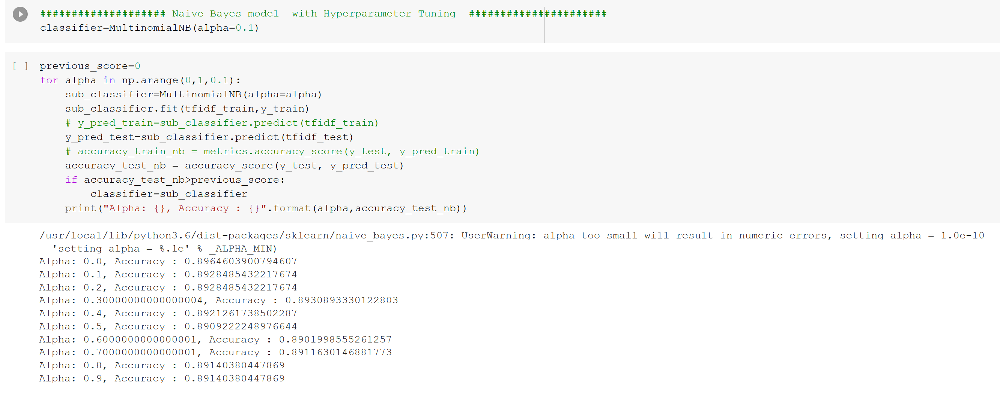 #################### Naive Bayes model  with Hyperparameter Tuning  ######################
classifier=MultinomialNB(alpha=0.1)
[ ] previous_score=0
for alpha in np.arange(0,1,0.1):
    sub_classifier=MultinomialNB(alpha=alpha)
    sub_classifier.fit(tfidf_train,y_train)
    # y_pred_train=sub_classifier.predict(tfidf_train)
    y_pred_test=sub_classifier.predict(tfidf_test)
    # accuracy_train_nb = metrics.accuracy_score(y_test, y_pred_train)
    accuracy_test_nb = accuracy_score(y_test, y_pred_test)
    if accuracy_test_nb>previous_score:
        classifier=sub_classifier
    print("Alpha: {}, Accuracy : {}".format(alpha,accuracy_test_nb))
/usr/local/lib/python3.6/dist-packages/sklearn/naive_bayes.py:507: UserWarning: alpha too small will result in numeric errors, setting alpha = 1.0e-10
  'setting alpha = %.1e' % _ALPHA_MIN)
Alpha: 0.0, Accuracy : 0.8964603900794607
Alpha: 0.1, Accuracy : 0.8928485432217674
Alpha: 0.2, Accuracy : 0.8928485432217674
Alpha: 0.30000000000000004, Accuracy : 0.8930893330122803
Alpha: 0.4, Accuracy : 0.8921261738502287
Alpha: 0.5, Accuracy : 0.8909222248976644
Alpha: 0.6000000000000001, Accuracy : 0.8901998555261257
Alpha: 0.7000000000000001, Accuracy : 0.8911630146881773
Alpha: 0.8, Accuracy : 0.89140380447869
Alpha: 0.9, Accuracy : 0.89140380447869